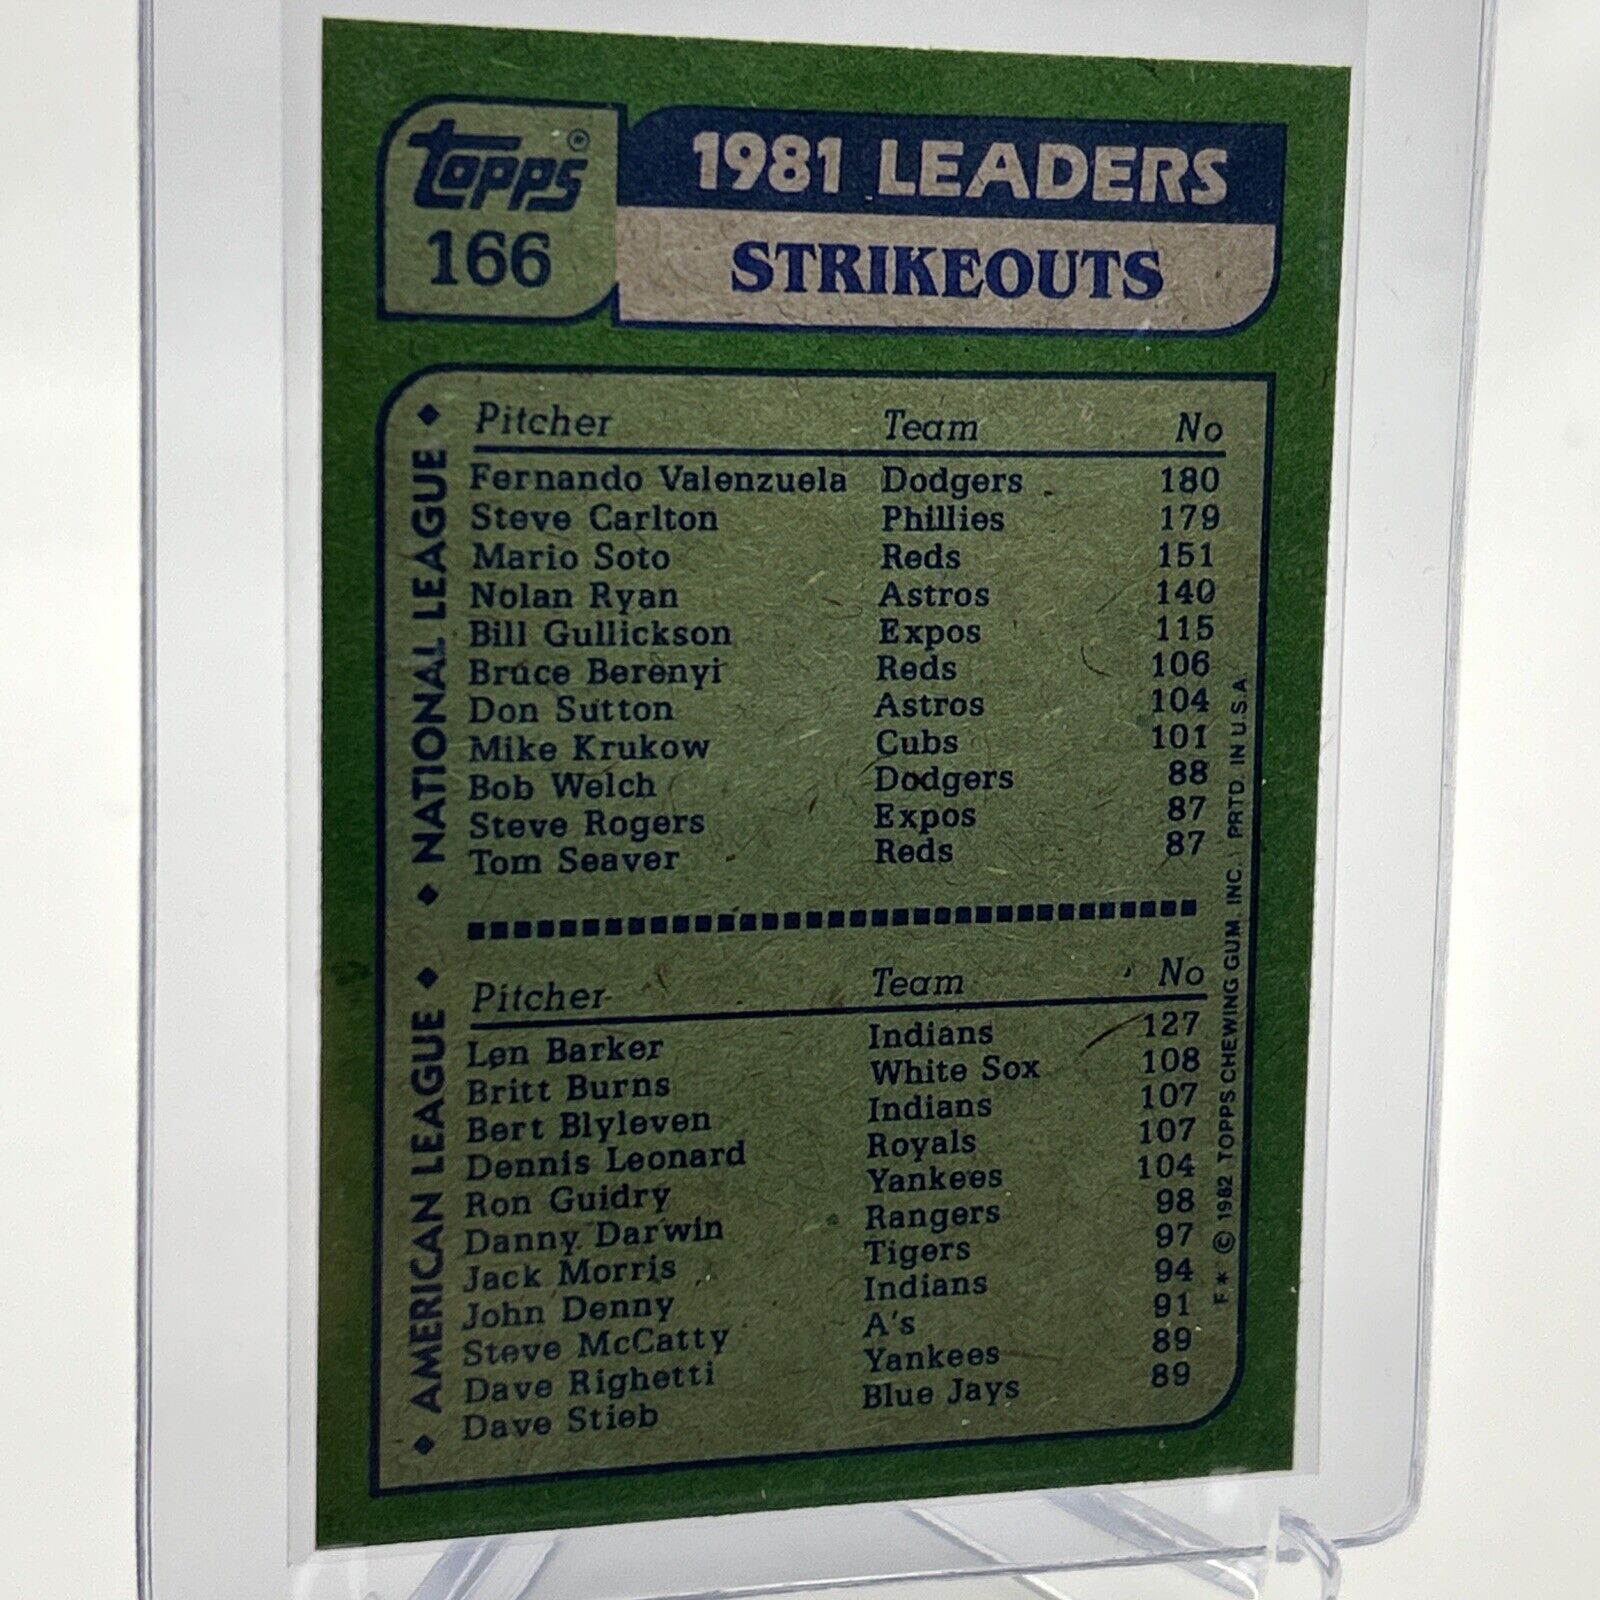 Topps®
166
1981 LEADERS
STRIKEOUTS
NATIONAL LEAGUE
Pitcher Team No
Fernando Valenzuela Dodgers 180
Steve Carlton Phillies 179
Mario Soto Reds 151
Nolan Ryan Astros 140
Bill Gullickson Expos 115
Bruce Berenyi Reds 106
Don Sutton Astros 104
Mike Krukow Cubs 101
Bob Welch Dodgers 88
Steve Rogers Expos 87
Tom Seaver Reds 87
AMERICAN LEAGUE
Pitcher Team No
Len Barker Indians 127
Britt Burns White Sox 108
Bert Blyleven Indians 107
Dennis Leonard Royals 107
Ron Guidry Yankees 104
Danny Darwin Rangers 98
Jack Morris Tigers 97
John Denny Indians 94
Steve McCatty A's 91
Dave Righetti Yankees 89
Dave Stieb Blue Jays 89
F* © 1982 TOPPS CHEWING GUM, INC. PRTD. IN U.S.A.